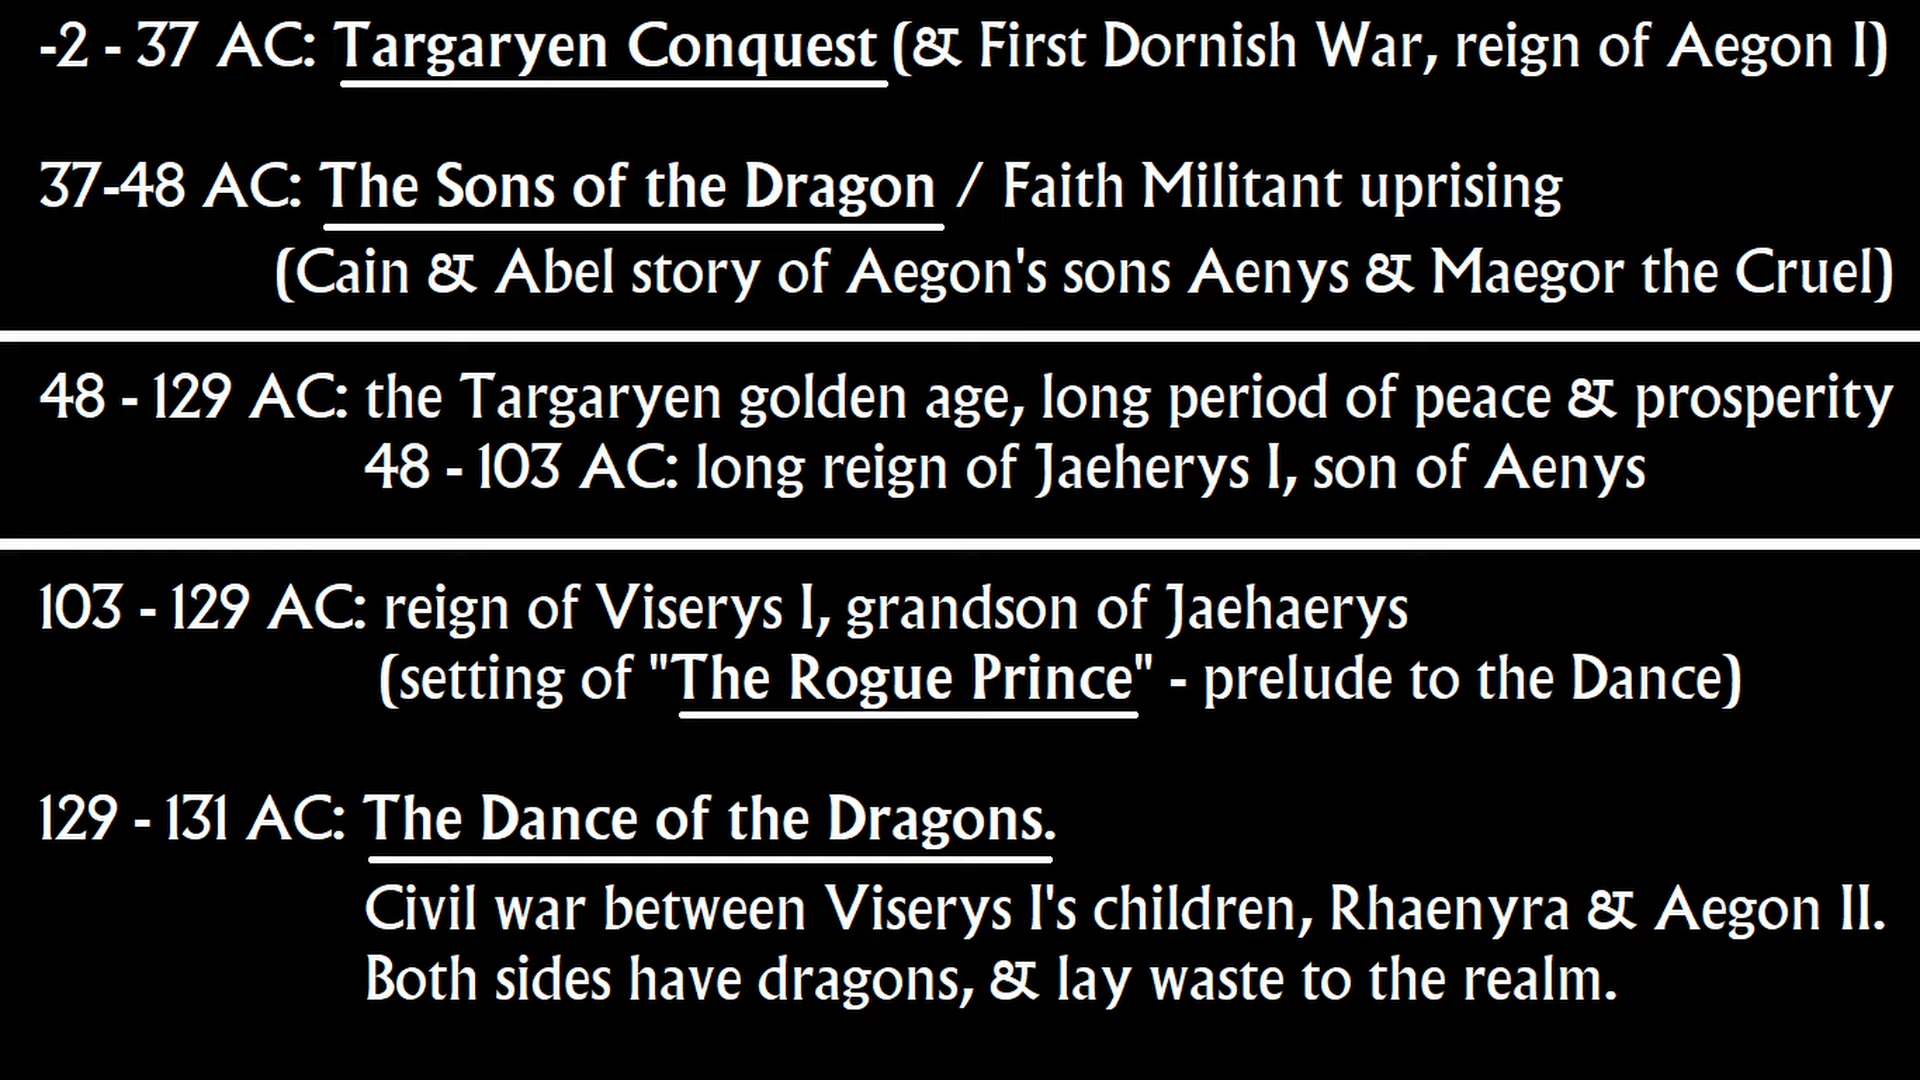 -2 - 37 AC: Targaryen Conquest (& First Dornish War, reign of Aegon I)
37-48 AC: The Sons of the Dragon / Faith Militant uprising
(Cain & Abel story of Aegon's sons Aenys & Maegor the Cruel)
48 - 129 AC: the Targaryen golden age, long period of peace & prosperity
48 - 103 AC: long reign of Jaeherys I, son of Aenys
103 - 129 AC: reign of Viserys I, grandson of Jaehaerys
(setting of "The Rogue Prince" - prelude to the Dance)
129 - 131 AC: The Dance of the Dragons.
Civil war between Viserys I's children, Rhaenyra & Aegon II.
Both sides have dragons, & lay waste to the realm.